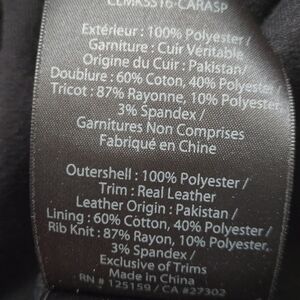 CLMRSS16-CARASP
Extérieur : 100% Polyester /
Garniture : Cuir Véritable
Origine du Cuir : Pakistan/
Doublure : 60% Coton, 40% Polyester /
Tricot : 87% Rayonne, 10% Polyester,
3% Spandex /
Garnitures Non Comprises
Fabriqué en Chine
Outershell : 100% Polyester /
Trim : Real Leather
Leather Origin : Pakistan /
Lining : 60% Cotton, 40% Polyester /
Rib Knit : 87% Rayon, 10% Polyester,
3% Spandex /
Exclusive of Trims
Made in China
RN # 125159 / CA #27302